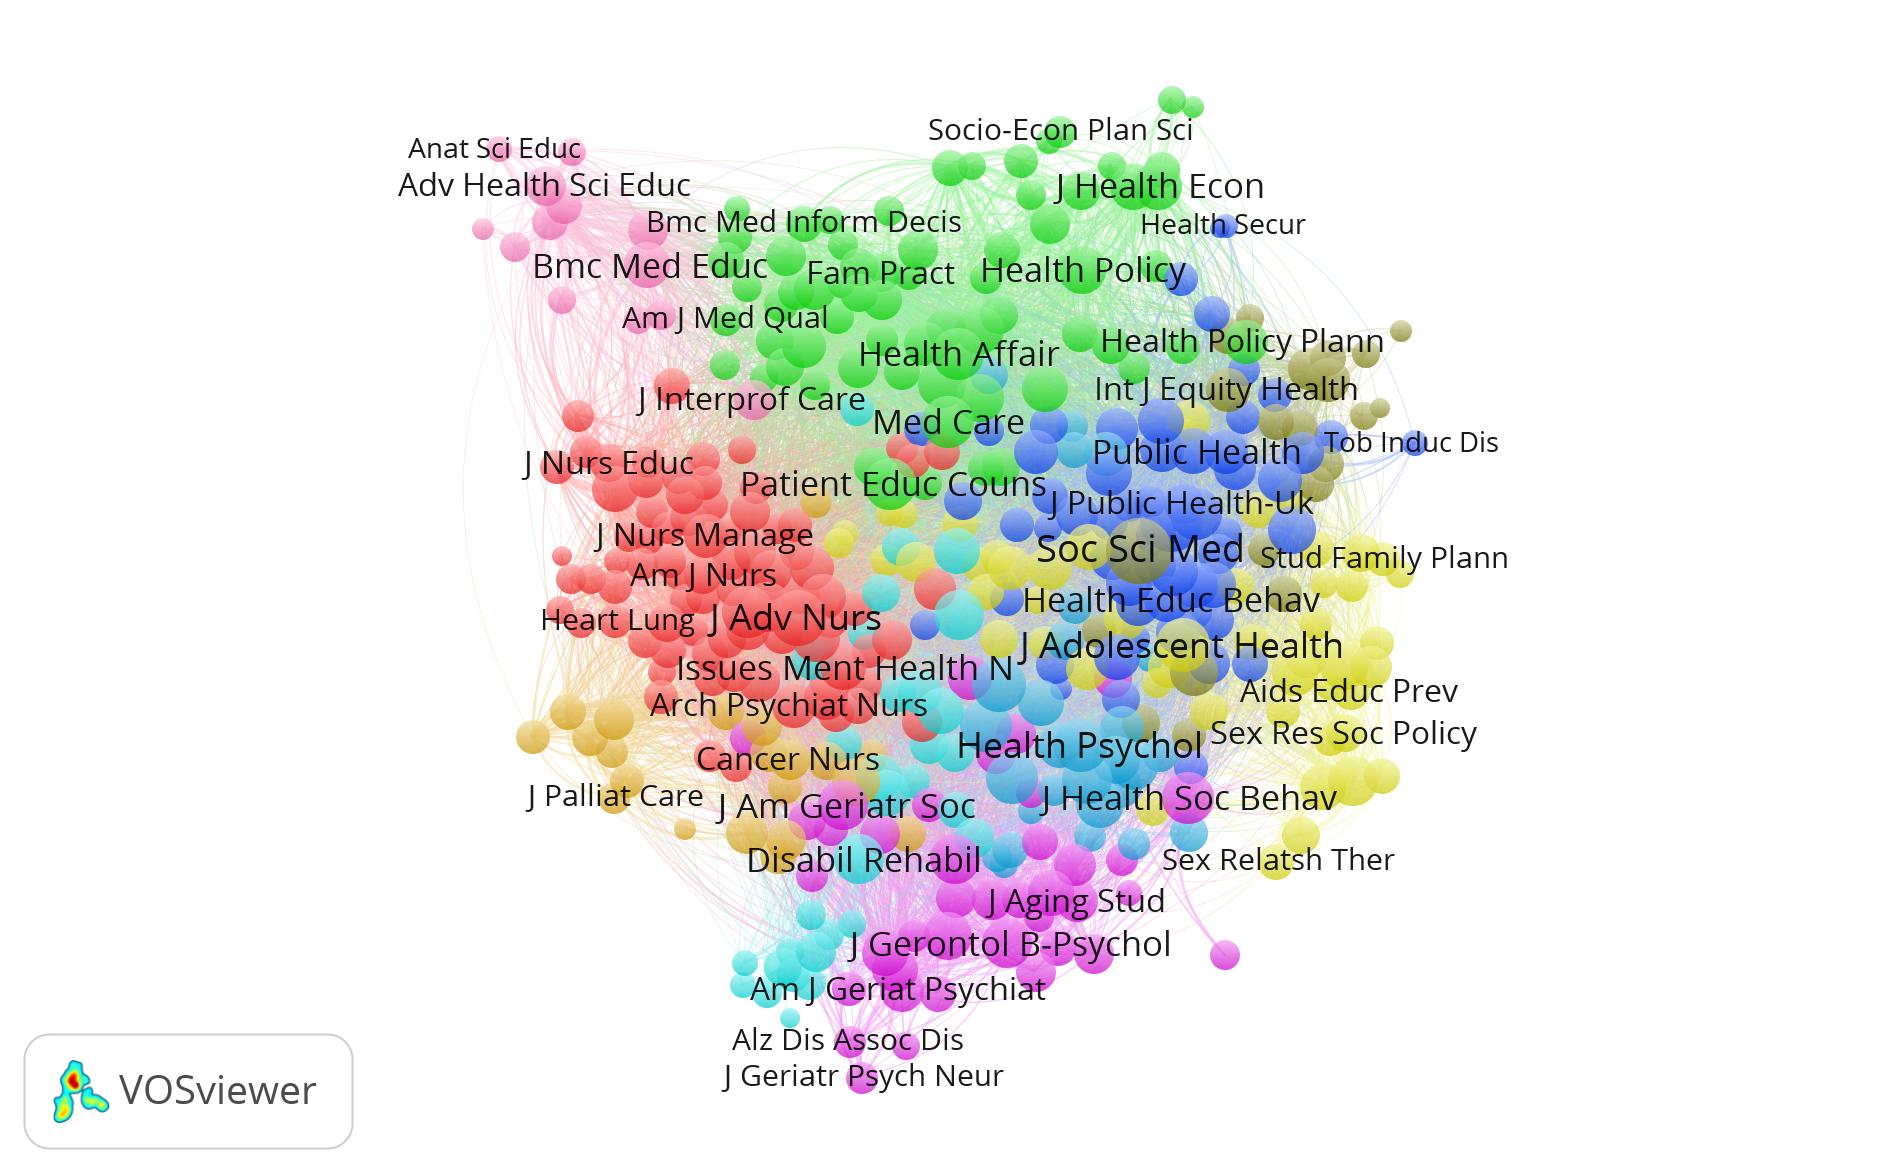 Socio-Econ Plan Sci
Anat Sci Educ
Adv Health Sci Educ
J Health Econ
Bmc Med Inform Decis
Health Secur
Bmc Med Educ
Fam Pract
Health Policy
Am J Med Qual
Health Policy Plann
Health Affair
Int J Equity Health
J Interprof Care
Med Care
Tob Induc Dis
Public Health
J Nurs Educ
Patient Educ Couns
J Public Health-Uk
J Nurs Manage
Soc Sci Med
Stud Family Plann
Am J Nurs
Health Educ Behav
Heart Lung
J Adv Nurs
J Adolescent Health
Issues Ment Health N
Aids Educ Prev
Arch Psychiat Nurs
Sex Res Soc Policy
Health Psychol
Cancer Nurs
J Palliat Care
J Am Geriatr Soc
J Health Soc Behav
Disabil Rehabil
Sex Relatsh Ther
J Aging Stud
J Gerontol B-Psychol
Am J Geriat Psychiat
Alz Dis Assoc Dis
J Geriatr Psych Neur
VOSviewer